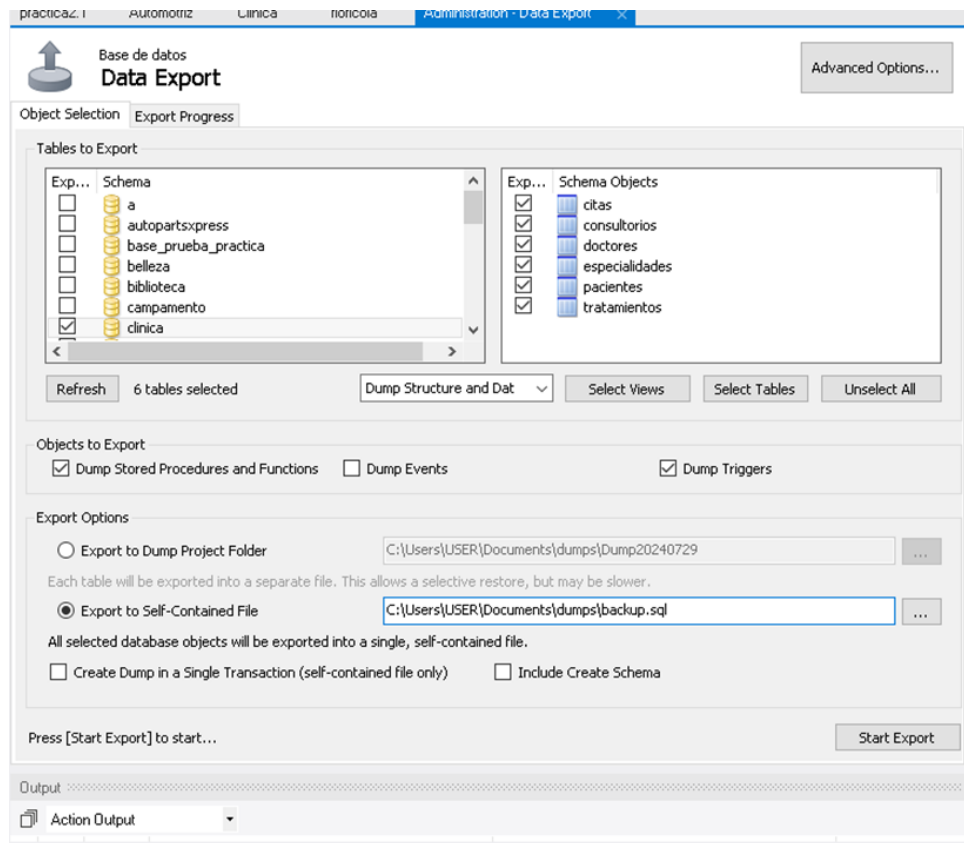 practica2.1 Automotriz Clinica floricola Administration - Data Export
Base de datos
Data Export
Advanced Options...
Object Selection Export Progress
Tables to Export
Exp... Schema
a
autopartsxpress
base_prueba_practica
belleza
biblioteca
campamento
clinica
Exp... Schema Objects
citas
consultorios
doctores
especialidades
pacientes
tratamientos
Refresh 6 tables selected Dump Structure and Dat Select Views Select Tables Unselect All
Objects to Export
Dump Stored Procedures and Functions Dump Events Dump Triggers
Export Options
Export to Dump Project Folder C:\Users\USER\Documents\dumps\Dump20240729 ...
Each table will be exported into a separate file. This allows a selective restore, but may be slower.
Export to Self-Contained File C:\Users\USER\Documents\dumps\backup.sql ...
All selected database objects will be exported into a single, self-contained file.
Create Dump in a Single Transaction (self-contained file only) Include Create Schema
Press [Start Export] to start... Start Export
Output
Action Output